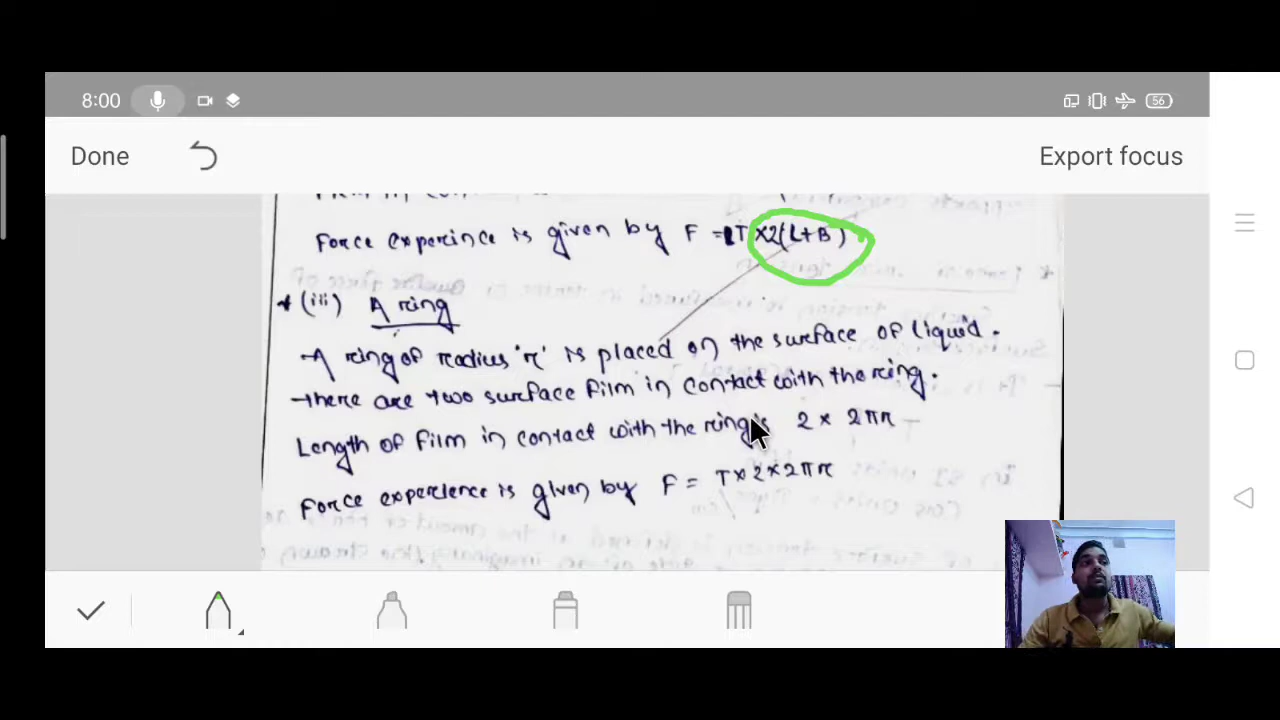 8:00
56
Done
Export focus
Force experince is given by F = T × 2(L+B)
* (iii) A ring
→A ring of radius 'r' is placed on the surface of liquid.
→there are two surface film in contact with the ring.
Length of film in contact with the ring is 2 × 2πr
Force experience is given by F = T×2×2πr